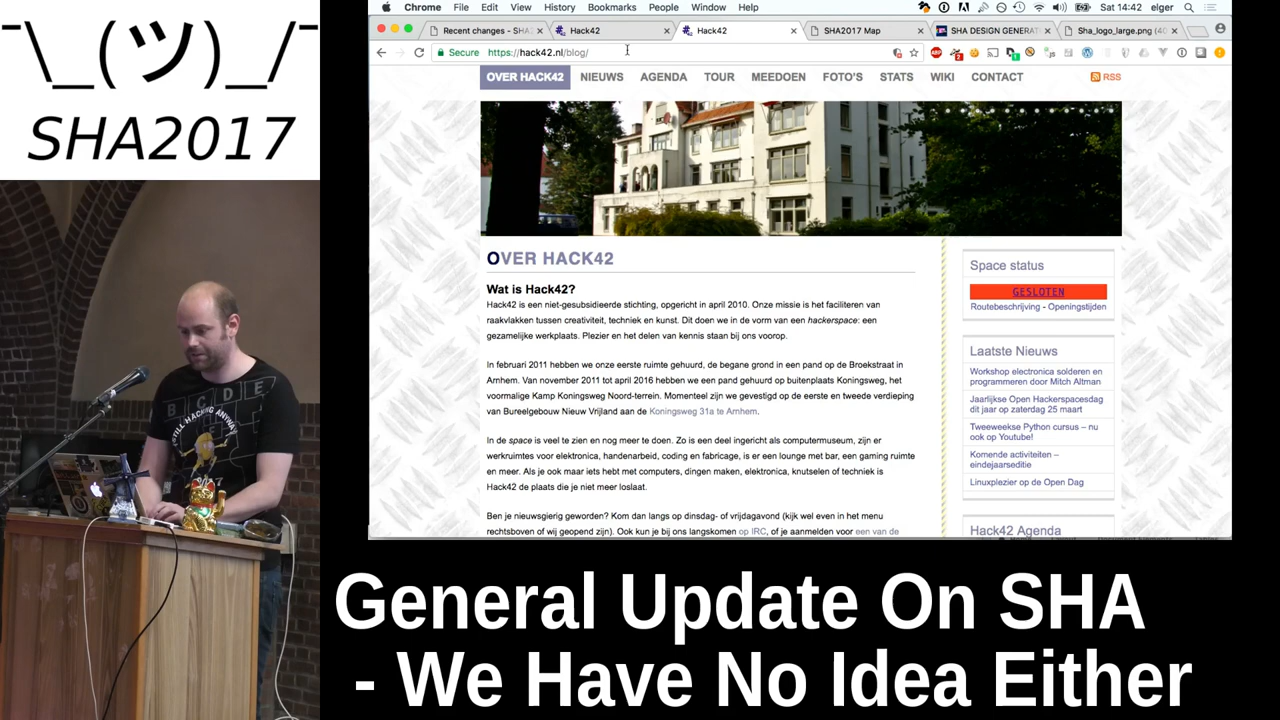 ¯\_(ツ)_/¯
SHA2017
Chrome File Edit View History Bookmarks People Window Help
Sat 14:42 elger
Recent changes - SHA
Hack42
Hack42
SHA2017 Map
SHA DESIGN GENERAT
Sha_logo_large.png (40
Secure https://hack42.nl/blog/
OVER HACK42 NIEUWS AGENDA TOUR MEEDOEN FOTO'S STATS WIKI CONTACT
RSS
OVER HACK42
Wat is Hack42?
Hack42 is een niet-gesubsidieerde stichting, opgericht in april 2010. Onze missie is het faciliteren van
raakvlakken tussen creativiteit, techniek en kunst. Dit doen we in de vorm van een hackerspace: een
gezamelijke werkplaats. Plezier en het delen van kennis staan bij ons voorop.
In februari 2011 hebben we onze eerste ruimte gehuurd, de begane grond in een pand op de Broekstraat in
Arnhem. Van november 2011 tot april 2016 hebben we een pand gehuurd op buitenplaats Koningsweg, het
voormalige Kamp Koningsweg Noord-terrein. Momenteel zijn we gevestigd op de eerste en tweede verdieping
van Bureelgebouw Nieuw Vrijland aan de Koningsweg 31a te Arnhem.
In de space is veel te zien en nog meer te doen. Zo is een deel ingericht als computermuseum, zijn er
werkruimtes voor elektronica, handenarbeid, coding en fabricage, is er een lounge met bar, een gaming ruimte
en meer. Als je ook maar iets hebt met computers, dingen maken, elektronica, knutselen of techniek is
Hack42 de plaats die je niet meer loslaat.
Ben je nieuwsgierig geworden? Kom dan langs op dinsdag- of vrijdagavond (kijk wel even in het menu
rechtsboven of wij geopend zijn). Ook kun je bij ons langskomen op IRC, of je aanmelden voor een van de
Space status
GESLOTEN
Routebeschrijving - Openingstijden
Laatste Nieuws
Workshop electronica solderen en
programmeren door Mitch Altman
Jaarlijkse Open Hackerspacesdag
dit jaar op zaterdag 25 maart
Tweeweekse Python cursus – nu
ook op Youtube!
Komende activiteiten –
eindejaarseditie
Linuxplezier op de Open Dag
Hack42 Agenda
B C D E
STILL HACKING ANYWAY
General Update On SHA
- We Have No Idea Either